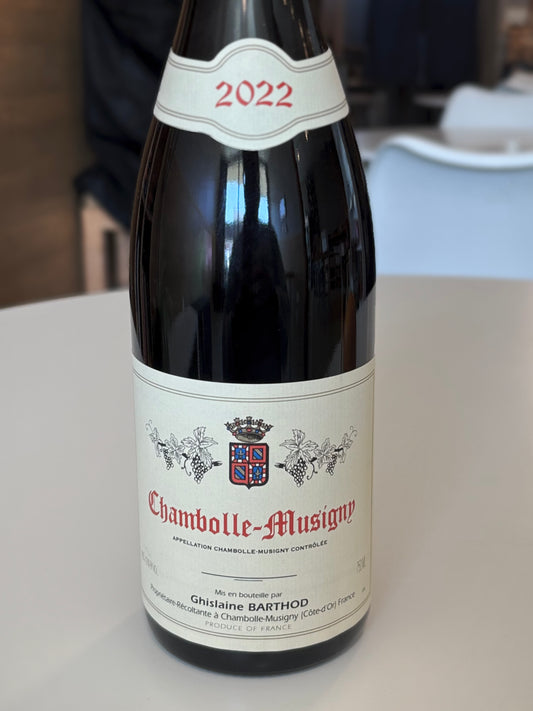 2022
Chambolle-Musigny
APPELLATION CHAMBOLLE-MUSIGNY CONTRÔLÉE
Mis en bouteille par
Ghislaine BARTHOD
Propriétaire-Récoltante à Chambolle-Musigny (Côte-d'Or) France
PRODUCE OF FRANCE